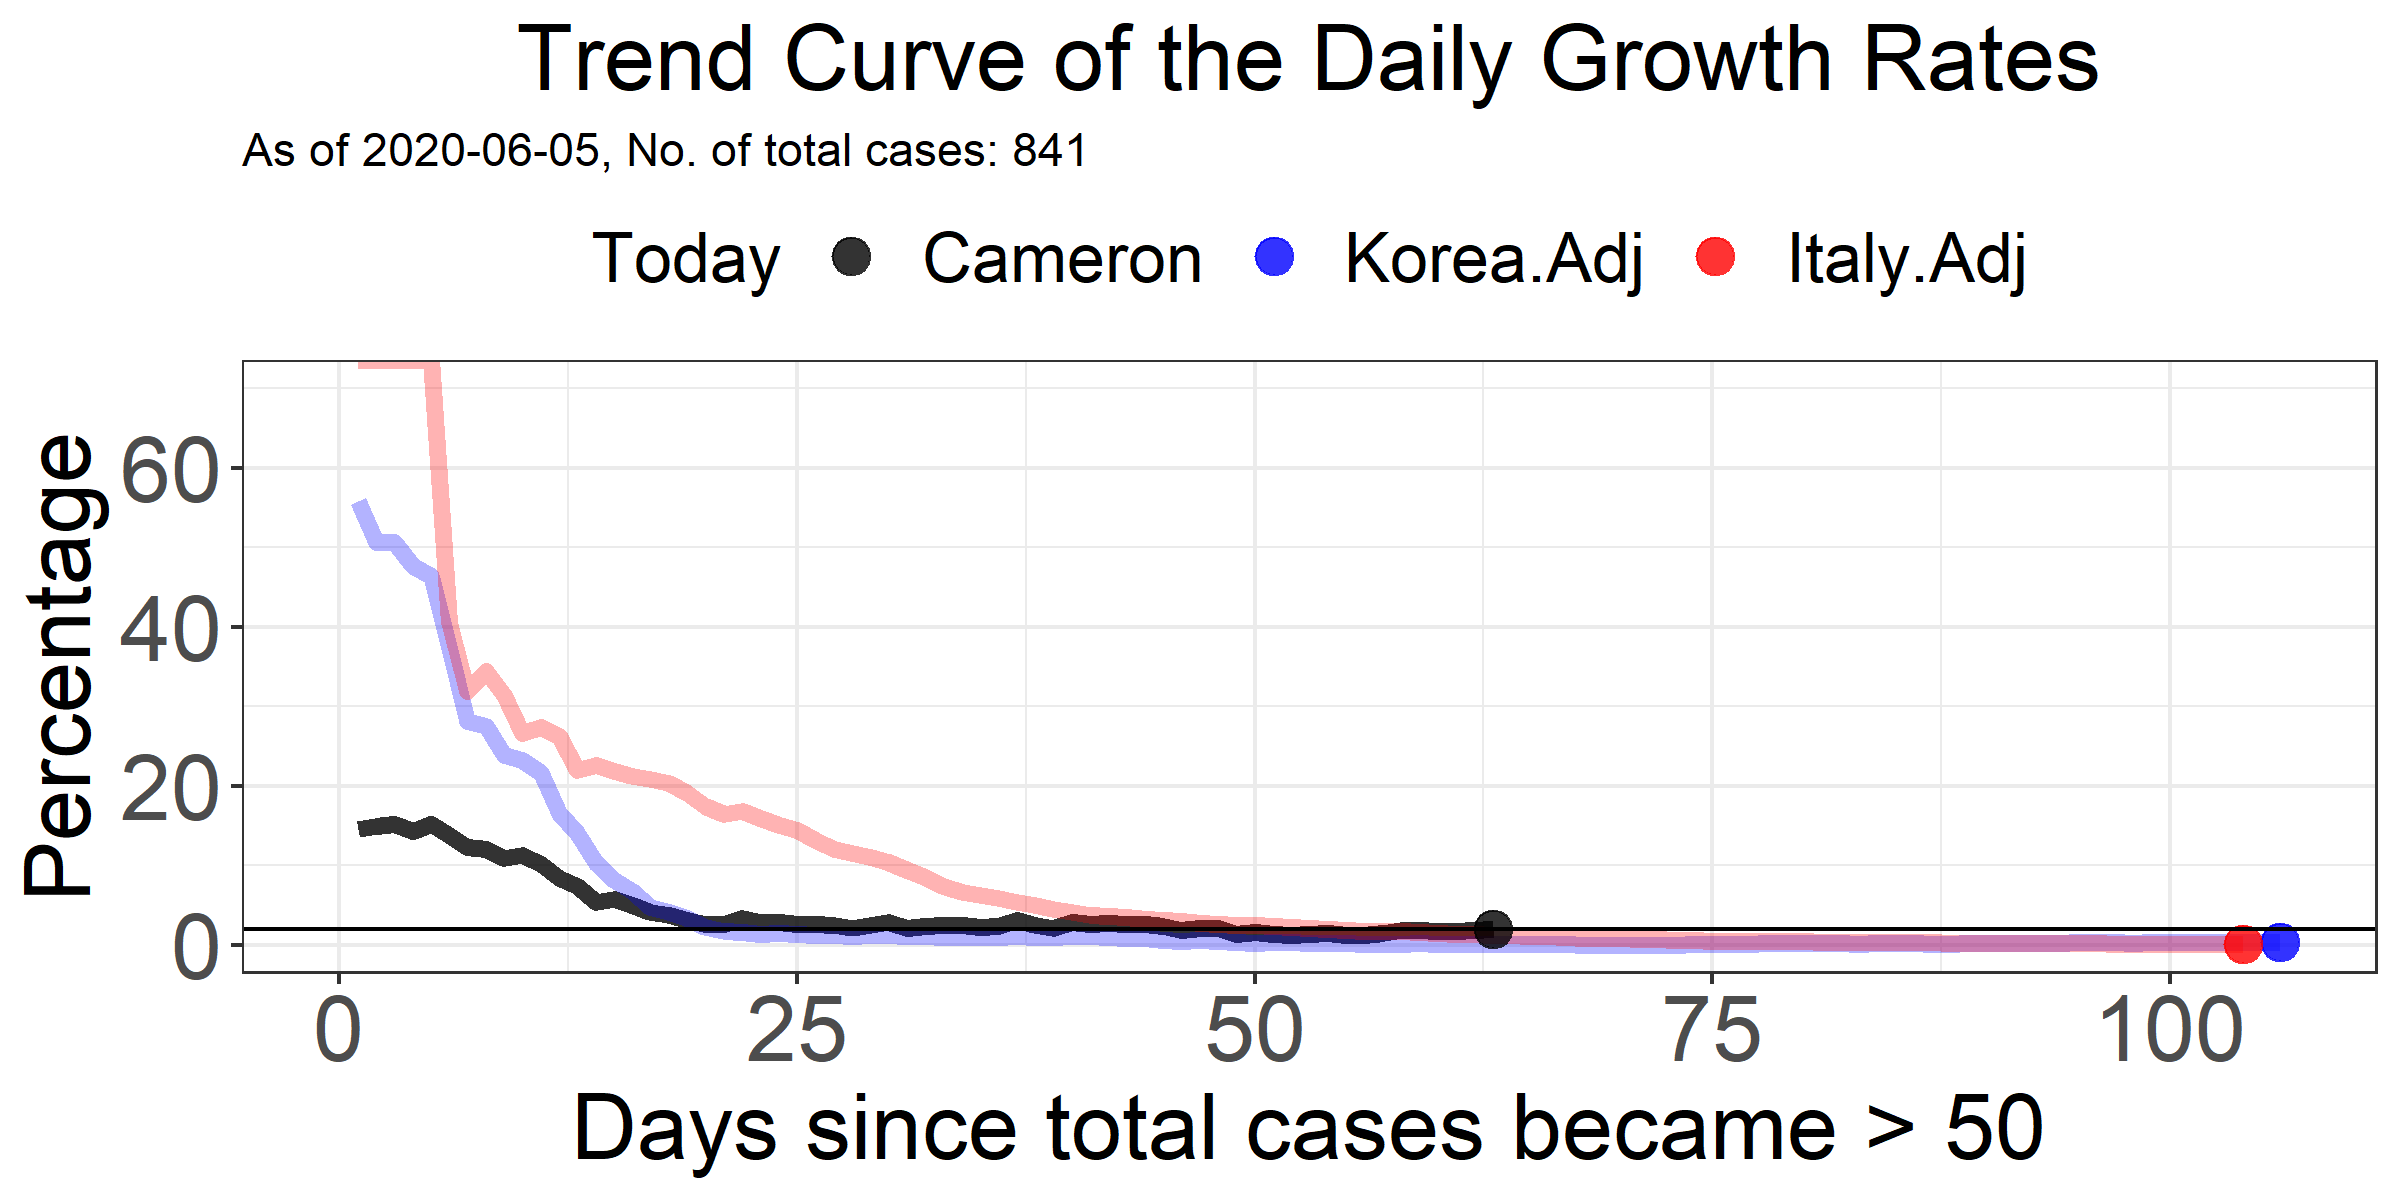 Trend Curve of the Daily Growth Rates
As of 2020-06-05, No. of total cases: 841
Today Cameron Korea.Adj Italy.Adj
Percentage
60
40
20
0
0 25 50 75 100
Days since total cases became > 50